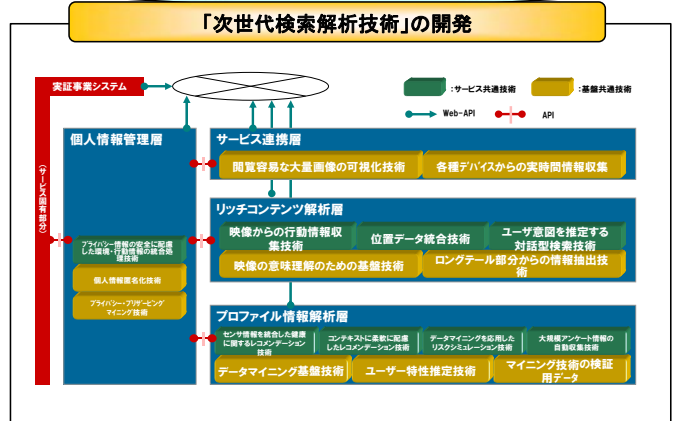 「次世代検索解析技術」の開発
実証事業システム
：サービス共通技術
：基盤共通技術
Web-API
API
（サービス固有部分）
個人情報管理層
プライバシー情報の安全に配慮
した環境・行動情報の統合処
理技術
個人情報匿名化技術
プライバシー・プリザービング
マイニング技術
サービス連携層
閲覧容易な大量画像の可視化技術
各種デバイスからの実時間情報収集
リッチコンテンツ解析層
映像からの行動情報収
集技術
位置データ統合技術
ユーザ意図を推定する
対話型検索技術
映像の意味理解のための基盤技術
ロングテール部分からの情報抽出技
術
プロファイル情報解析層
センサ情報を統合した健康
に関するレコメンデーション
技術
コンテキストに柔軟に配慮
したレコメンデーション技術
データマイニングを応用した
リスクシミュレーション技術
大規模アンケート情報の
自動収集技術
データマイニング基盤技術
ユーザー特性推定技術
マイニング技術の検証
用データ